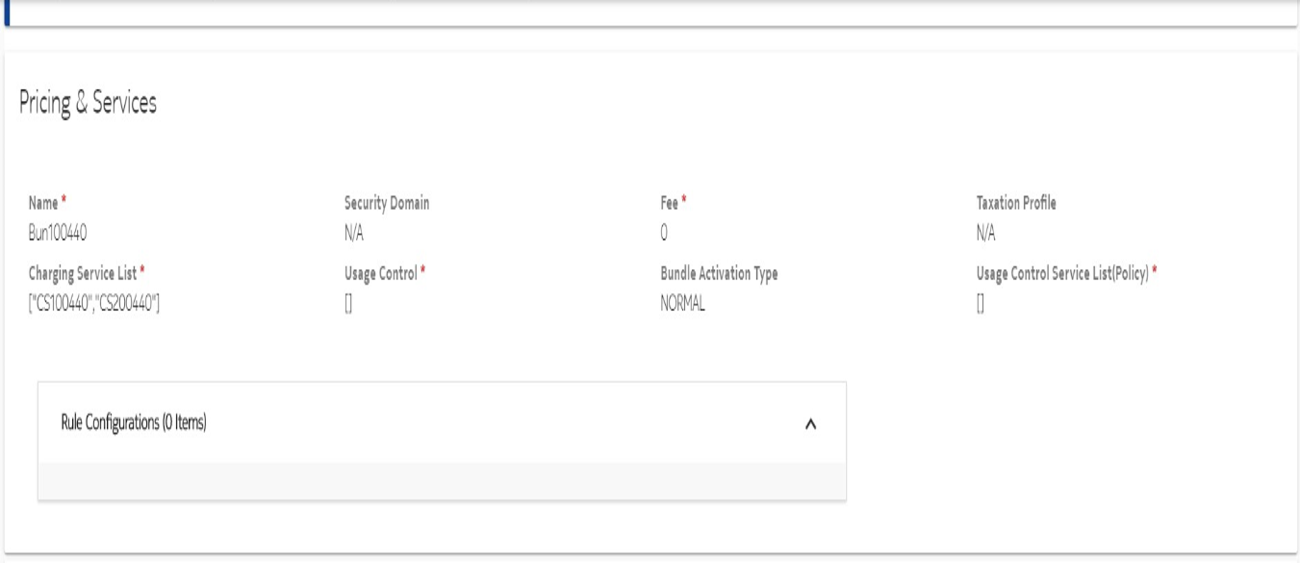 Pricing & Services
Name * Security Domain Fee * Taxation Profile
Bun100440 N/A 0 N/A
Charging Service List * Usage Control * Bundle Activation Type Usage Control Service List(Policy) *
["CS100440","CS200440"] [] NORMAL []
Rule Configurations (0 Items)